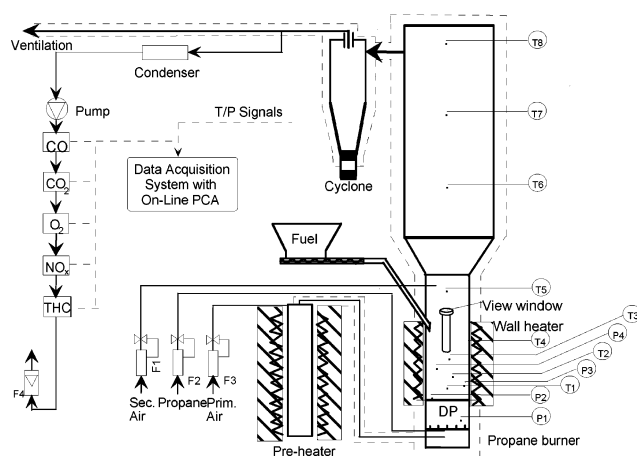 Ventilation
Condenser
Pump
T/P Signals
CO
CO2
O2
NOx
THC
F4
Data Acquisition
System with
On-Line PCA
Cyclone
Fuel
T8
T7
T6
T5
View window
Wall heater
T3
T4
P4
T2
P3
T1
P2
DP
P1
Propane burner
F1
F2
F3
Sec. Propane Prim.
Air Air
Pre-heater